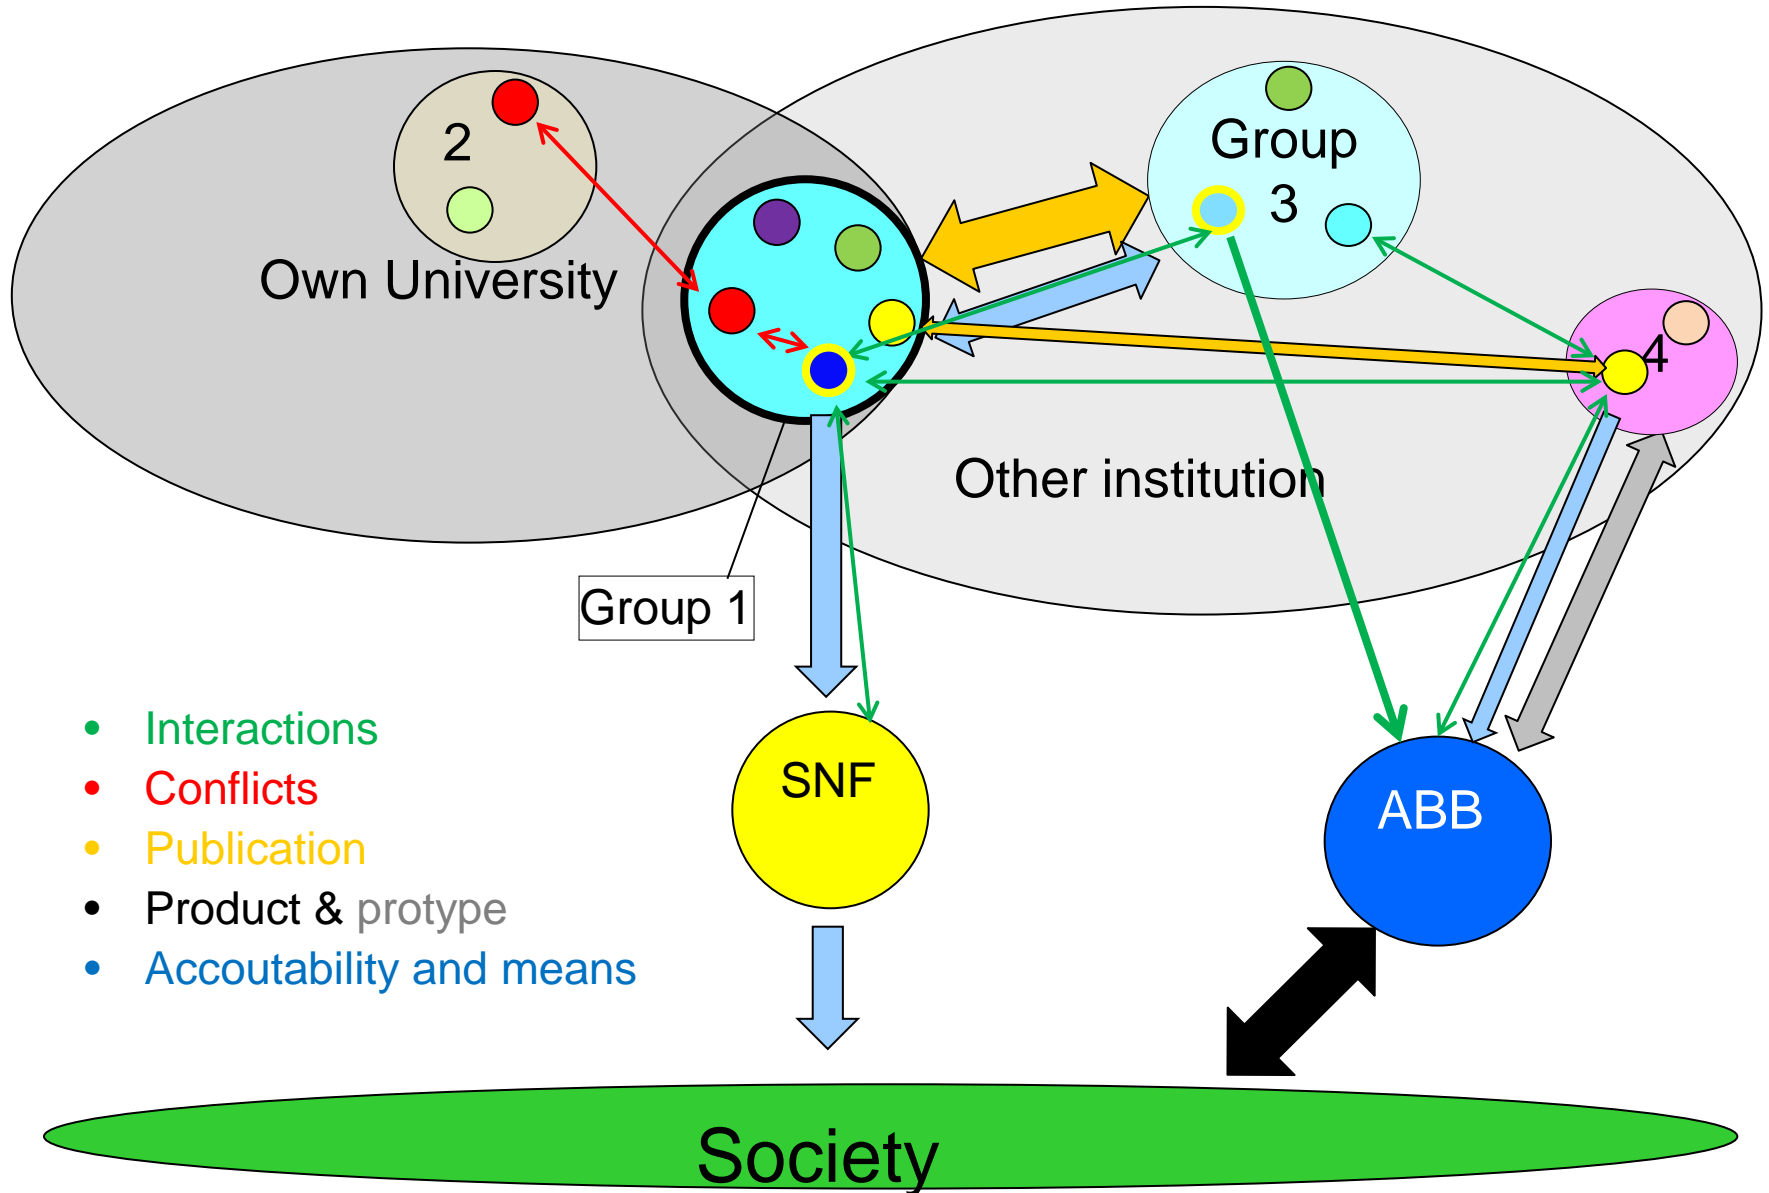 2
Own University
Group
3
4
Other institution
Group 1
• Interactions
• Conflicts
• Publication
• Product & protype
• Accoutability and means
SNF
ABB
Society